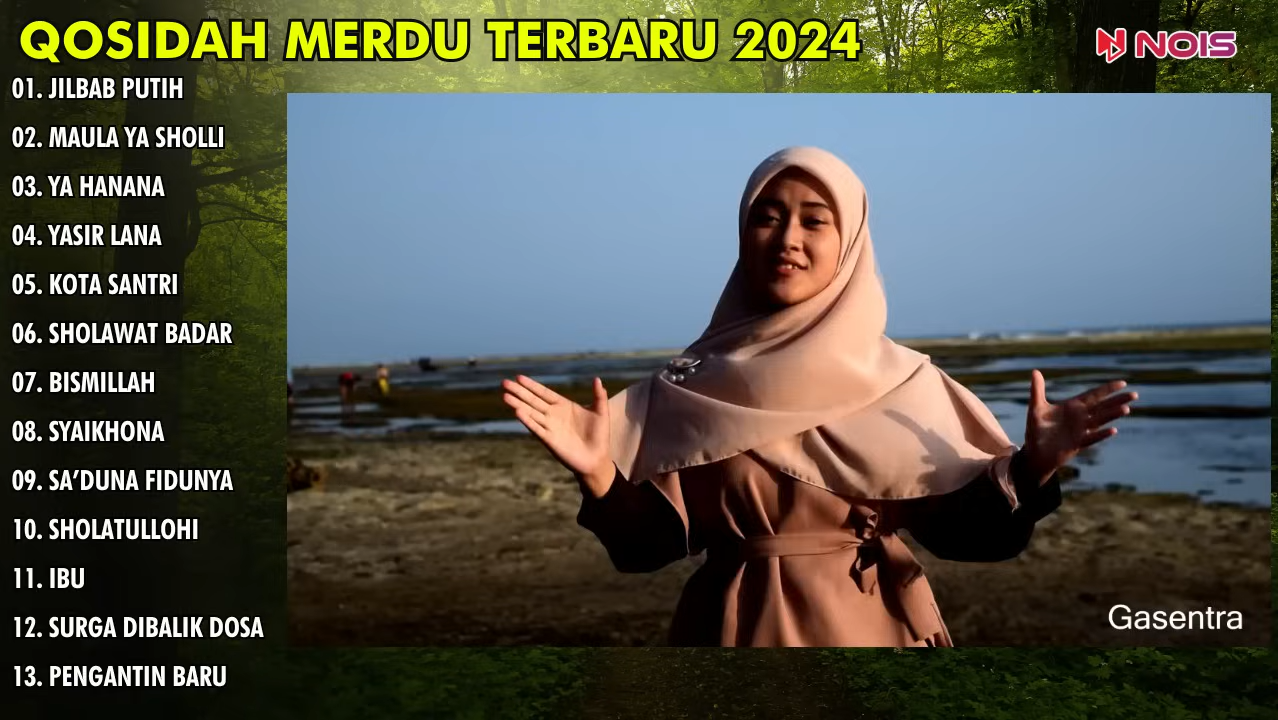 QOSIDAH MERDU TERBARU 2024
NOIS
01. JILBAB PUTIH
02. MAULA YA SHOLLI
03. YA HANANA
04. YASIR LANA
05. KOTA SANTRI
06. SHOLAWAT BADAR
07. BISMILLAH
08. SYAIKHONA
09. SA’DUNA FIDUNYA
10. SHOLATULLOHI
11. IBU
12. SURGA DIBALIK DOSA
13. PENGANTIN BARU
Gasentra